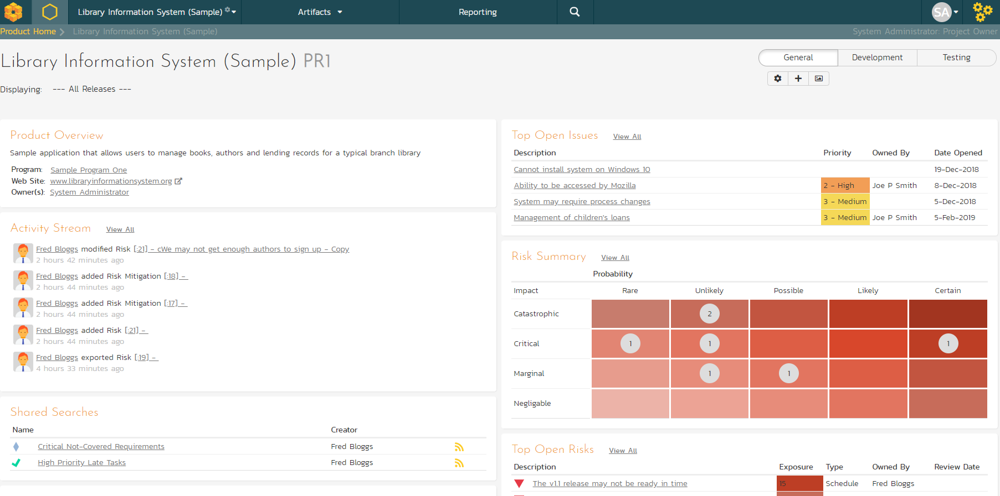 Library Information System (Sample)
Artifacts
Reporting
SA
Product Home
Library Information System (Sample)
System Administrator: Project Owner
Library Information System (Sample) PR1
General
Development
Testing
Displaying: --- All Releases ---
Product Overview
Sample application that allows users to manage books, authors and lending records for a typical branch library
Program: Sample Program One
Web Site: www.libraryinformationsystem.org
Owner(s): System Administrator
Activity Stream View All
Fred Bloggs modified Risk [:21] - cWe may not get enough authors to sign up - Copy
2 hours 42 minutes ago
Fred Bloggs added Risk Mitigation [:18] -
2 hours 44 minutes ago
Fred Bloggs added Risk Mitigation [:17] -
2 hours 44 minutes ago
Fred Bloggs added Risk [:21] -
2 hours 44 minutes ago
Fred Bloggs exported Risk [:19] -
4 hours 33 minutes ago
Shared Searches
Name Creator
Critical Not-Covered Requirements Fred Bloggs
High Priority Late Tasks Fred Bloggs
Top Open Issues View All
Description Priority Owned By Date Opened
Cannot install system on Windows 10 19-Dec-2018
Ability to be accessed by Mozilla 2 - High Joe P Smith 8-Dec-2018
System may require process changes 3 - Medium 5-Dec-2018
Management of children's loans 3 - Medium Joe P Smith 5-Feb-2019
Risk Summary View All
Probability
Impact Rare Unlikely Possible Likely Certain
Catastrophic 2
Critical 1 1 1
Marginal 1 1
Negligable
Top Open Risks View All
Description Exposure Type Owned By Review Date
The v1.1 release may not be ready in time 15 Schedule Fred Bloggs